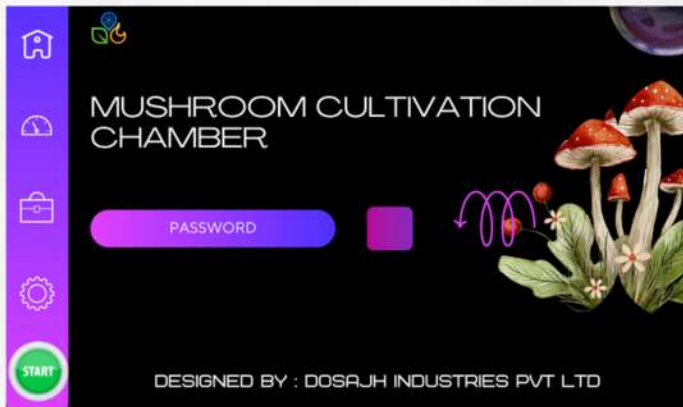 MUSHROOM CULTIVATION
CHAMBER
PASSWORD
START
DESIGNED BY : DOSAJH INDUSTRIES PVT LTD